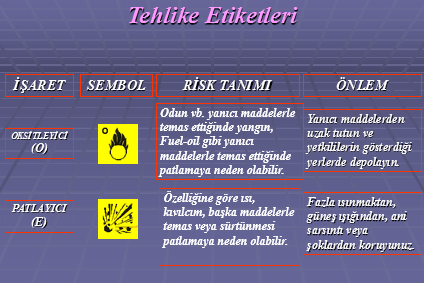 Tehlike Etiketleri
İŞARET SEMBOL RİSK TANIMI ÖNLEM
OKSİTLEYİCİ
(O)
Odun vb. yanıcı maddelerle
temas ettiğinde yangın,
Fuel-oil gibi yanıcı
maddelerle temas ettiğinde
patlamaya neden olabilir.
Yanıcı maddelerden
uzak tutun ve
yetkililerin gösterdiği
yerlerde depolayın.
PATLAYICI
(E)
Özelliğine göre ısı,
kıvılcım, başka maddelerle
temas veya sürtünmesi
patlamaya neden olabilir.
Fazla ısınmaktan,
güneş ışığından, ani
sarsıntı veya
şoklardan koruyunuz.